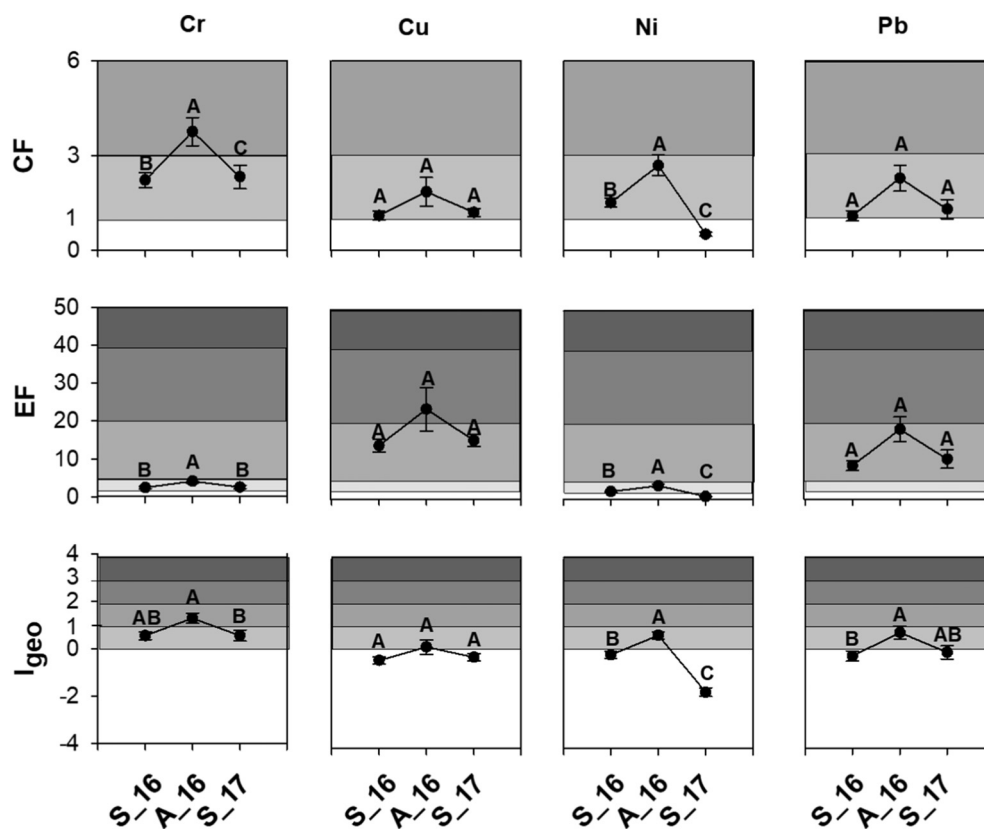 Cr Cu Ni Pb
CF
6
3
1
0
B A C
A A A
B A C
A A A
EF
50
40
30
20
10
0
B A B
A A A
B A C
A A A
Igeo
4
3
2
1
0
-2
-4
AB A B
A A A
B A C
B A AB
S_16 A_16 S_17 S_16 A_16 S_17 S_16 A_16 S_17 S_16 A_16 S_17